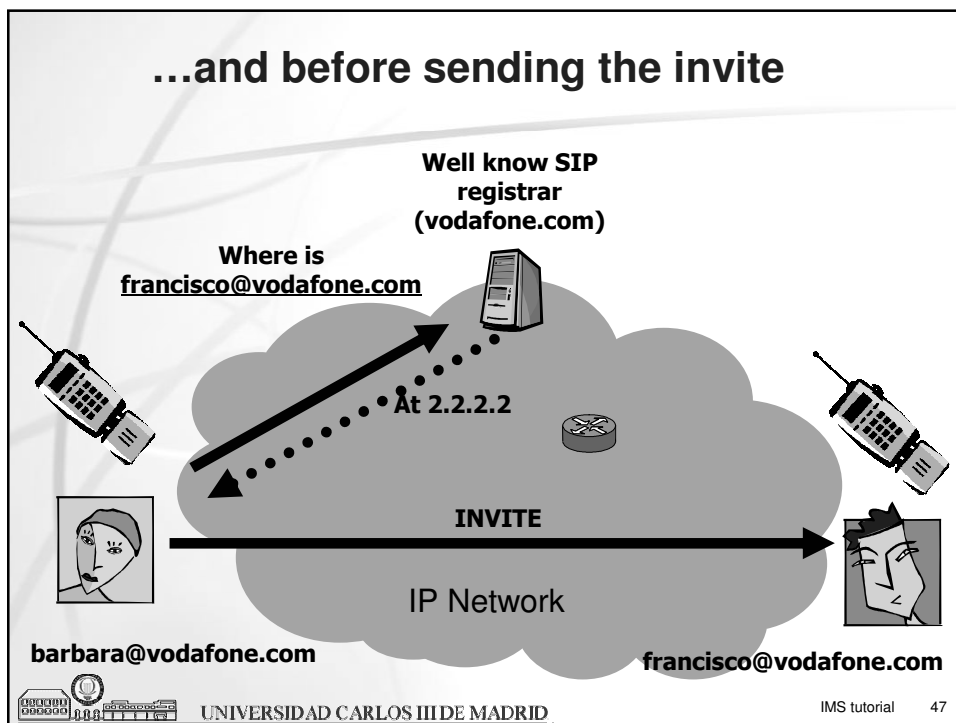 ...and before sending the invite
Well know SIP
registrar
(vodafone.com)
Where is
francisco@vodafone.com
At 2.2.2.2
INVITE
IP Network
barbara@vodafone.com
francisco@vodafone.com
UNIVERSIDAD CARLOS III DE MADRID
IMS tutorial 47